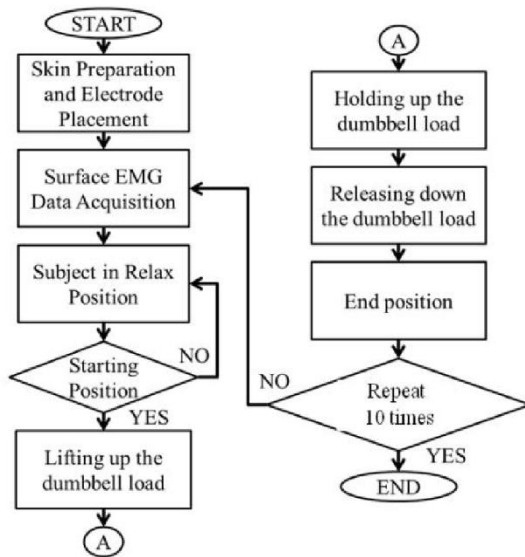 START
Skin Preparation
and Electrode
Placement
Surface EMG
Data Acquisition
Subject in Relax
Position
Starting
Position
NO
YES
Lifting up the
dumbbell load
A
A
Holding up the
dumbbell load
Releasing down
the dumbbell load
End position
Repeat
10 times
NO
YES
END